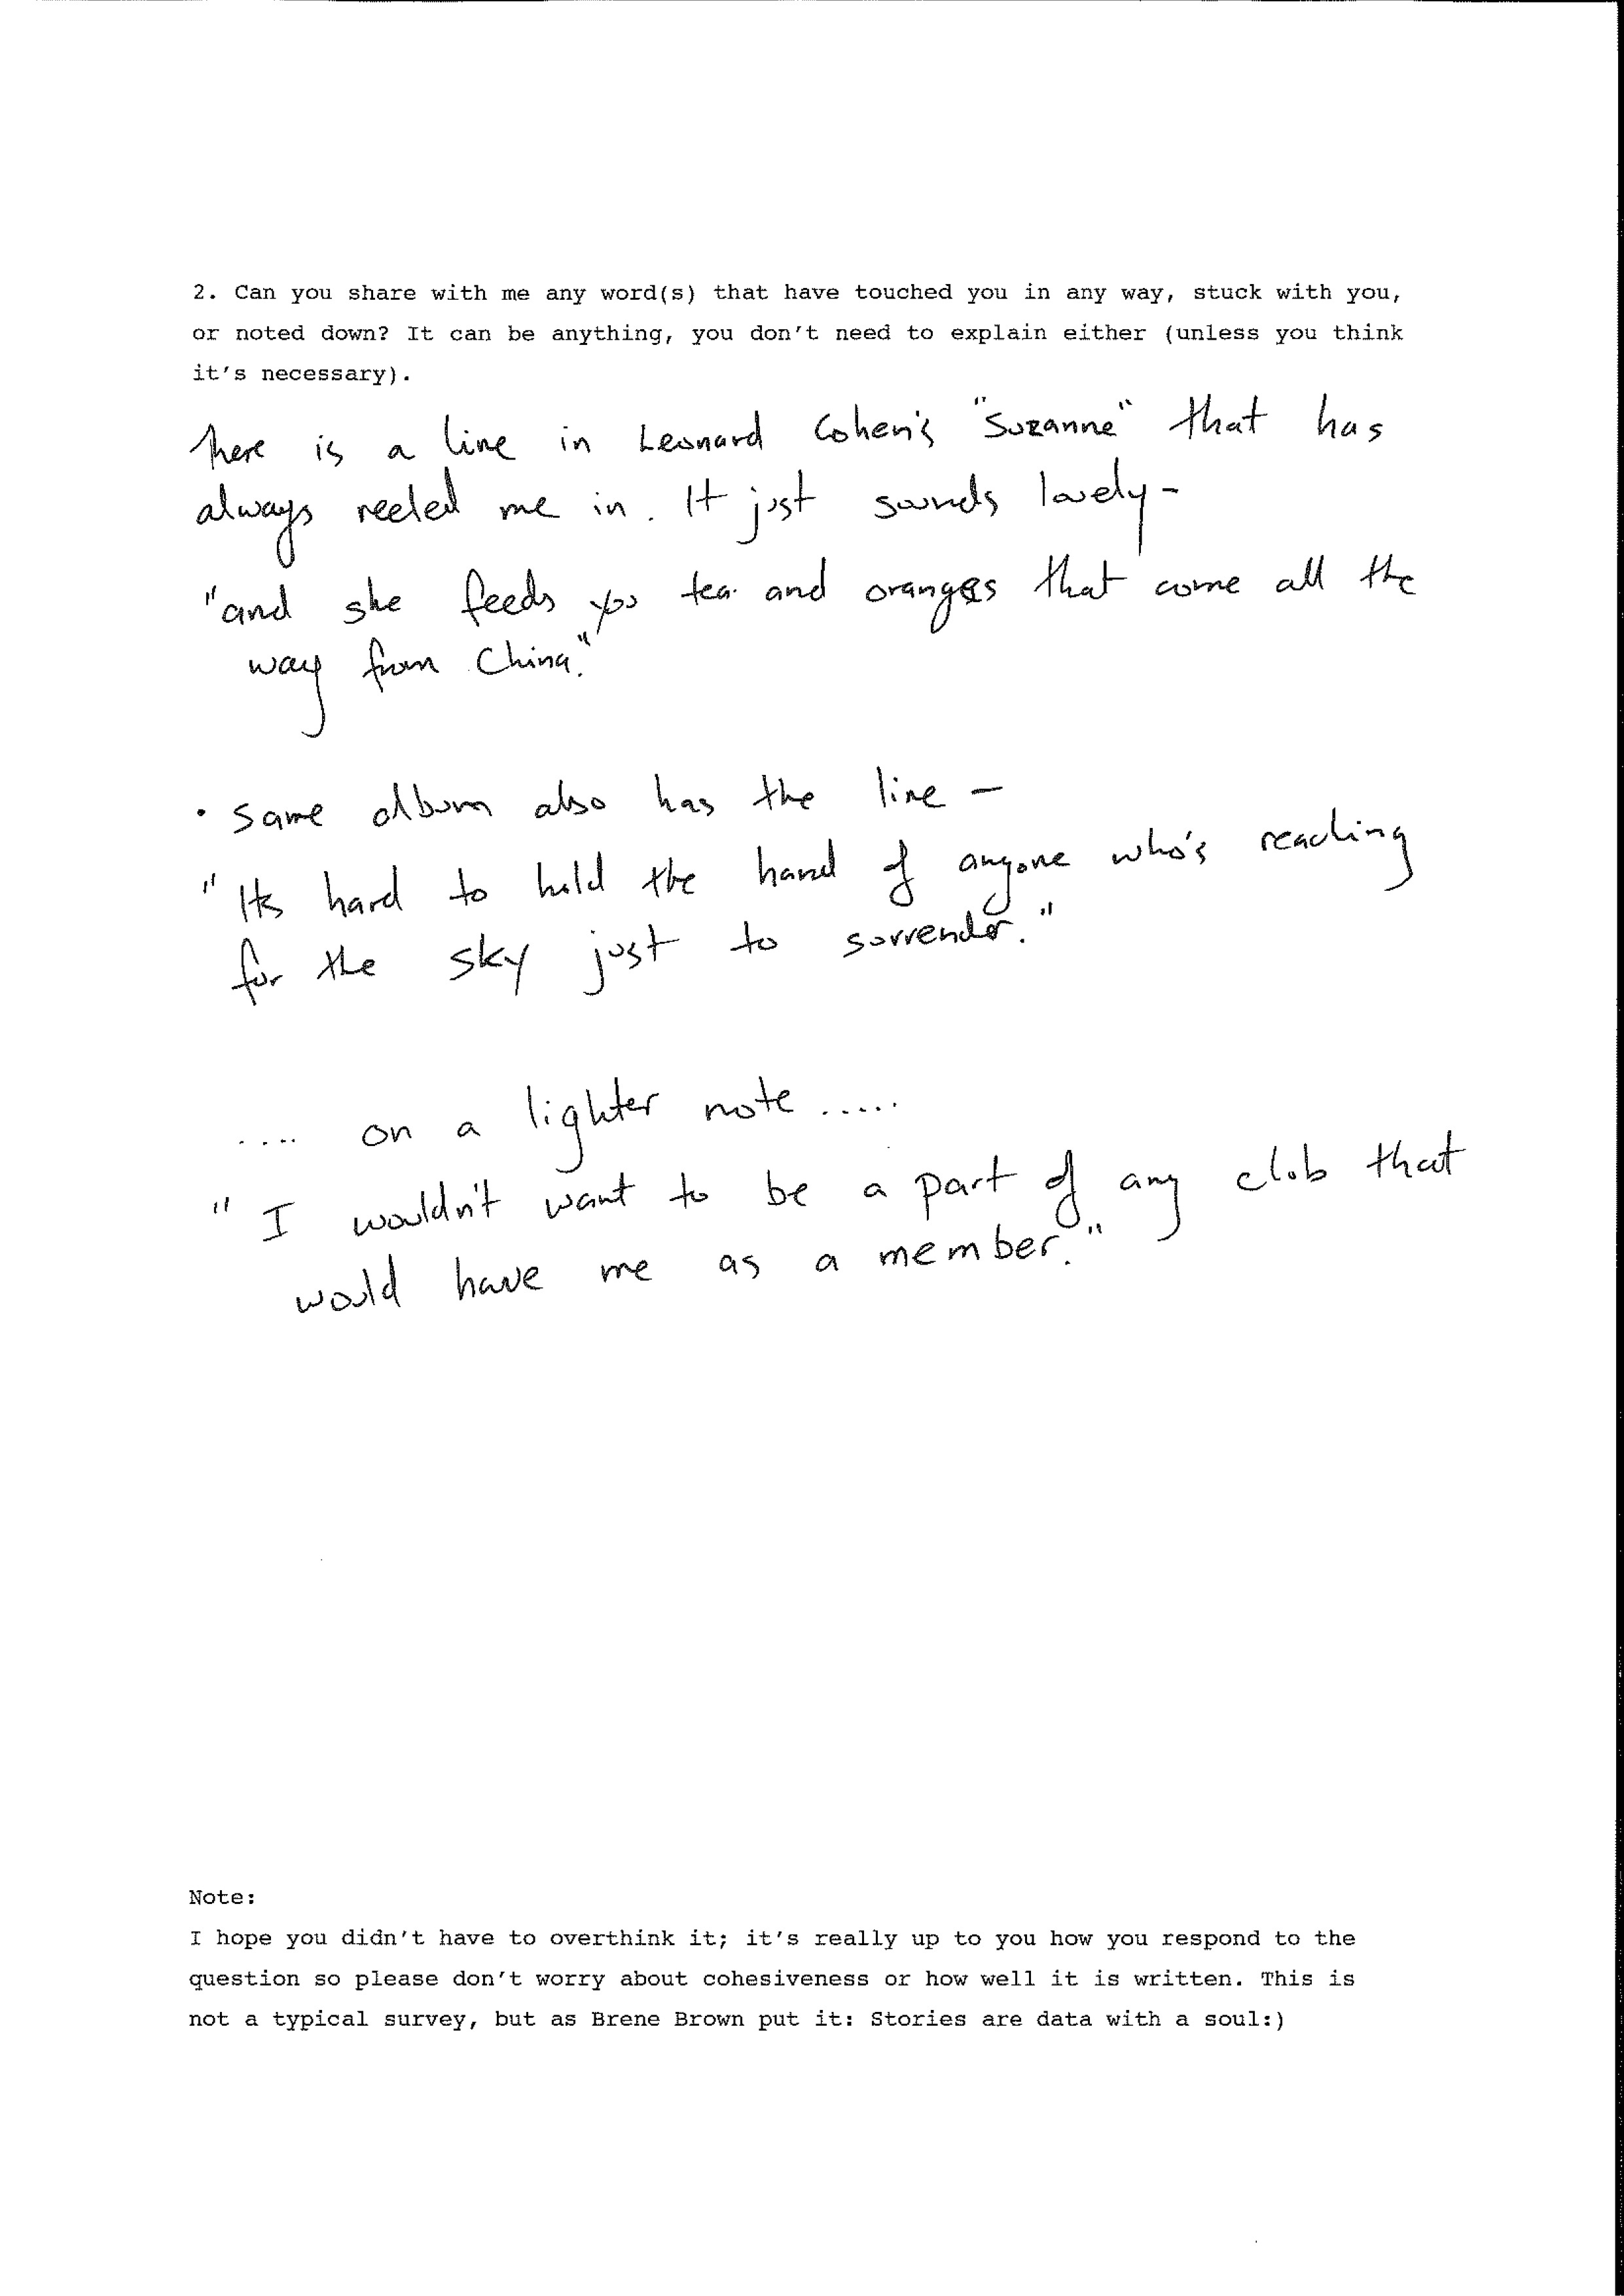 2. Can you share with me any word(s) that have touched you in any way, stuck with you,
or noted down? It can be anything, you don't need to explain either (unless you think
it's necessary).
There is a line in Leonard Cohen's "Suzanne" that has
always reeled me in. It just sounds lovely-
"and she feeds you tea and oranges that come all the
way from China."
• Same album also has the line —
"Its hard to hold the hand of anyone who's reaching
for the sky just to surrender."
.... on a lighter note .....
"I wouldn't want to be a part of any club that
would have me as a member."
Note:
I hope you didn't have to overthink it; it's really up to you how you respond to the
question so please don't worry about cohesiveness or how well it is written. This is
not a typical survey, but as Brene Brown put it: Stories are data with a soul:)